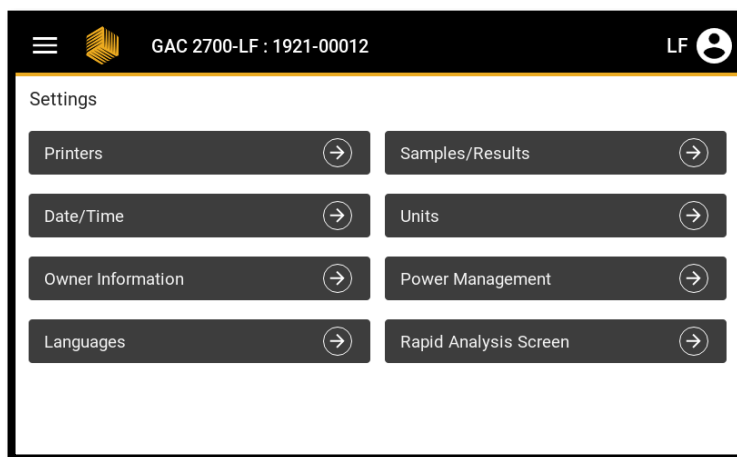 GAC 2700-LF : 1921-00012
LF
Settings
Printers
Samples/Results
Date/Time
Units
Owner Information
Power Management
Languages
Rapid Analysis Screen